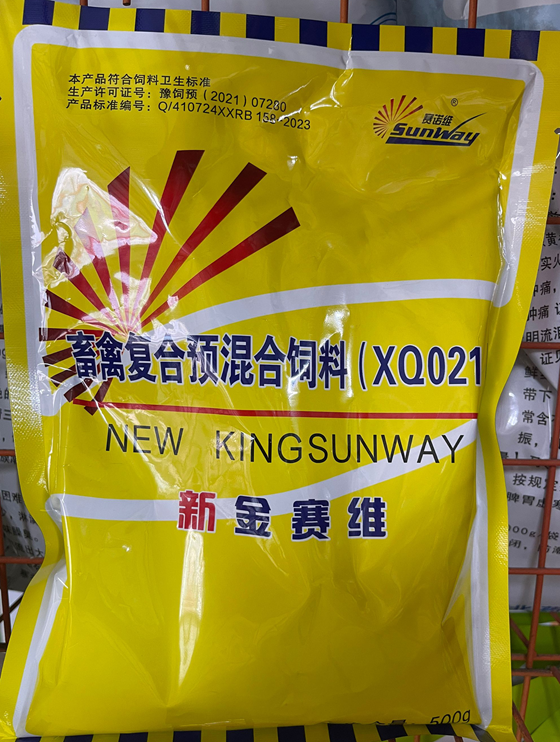 本产品符合饲料卫生标准
生产许可证号：豫饲预（2021）07280
产品标准编号：Q/410724XXRB 158-2023
赛诺维®
Sunway
畜禽复合预混合饲料（XQ021
NEW KINGSUNWAY
新金赛维
500g